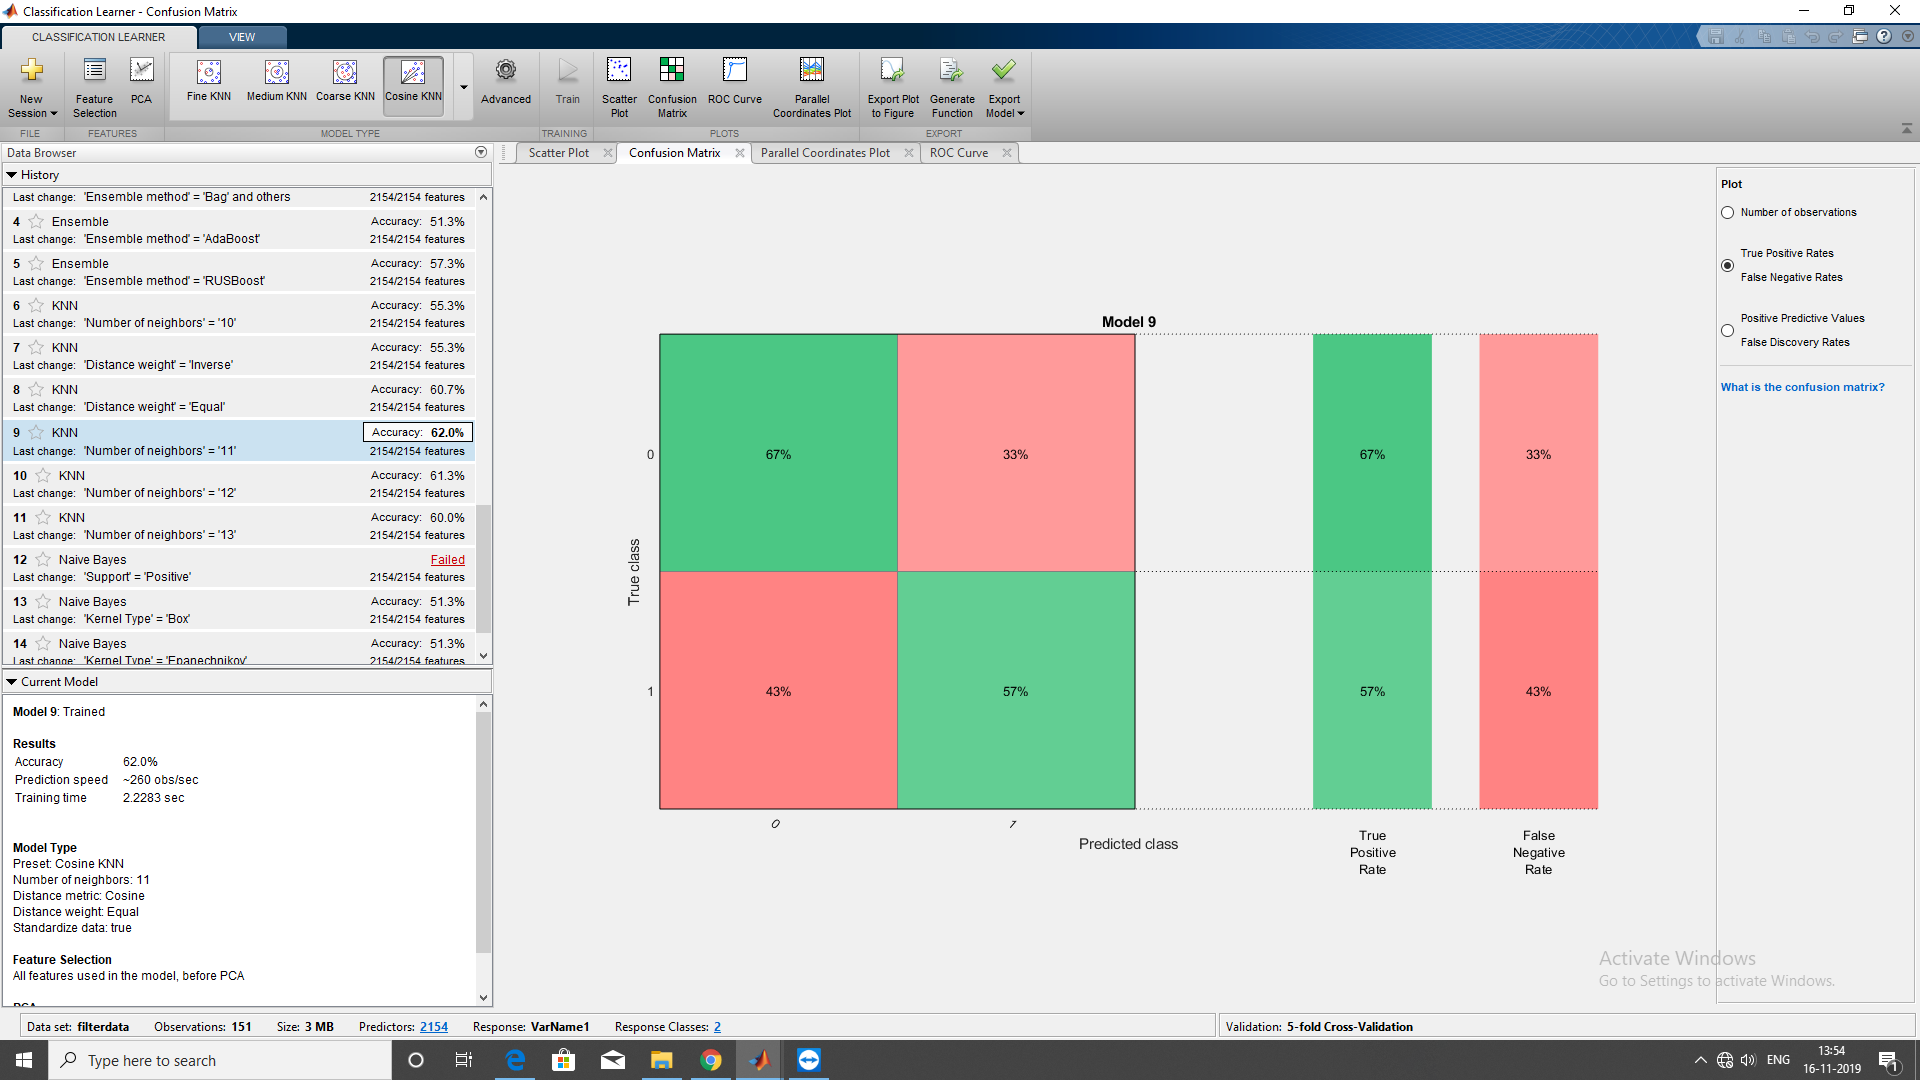 Classification Learner - Confusion Matrix
CLASSIFICATION LEARNER VIEW
New Session
Feature Selection
PCA
Fine KNN
Medium KNN
Coarse KNN
Cosine KNN
Advanced
Train
Scatter Plot
Confusion Matrix
ROC Curve
Parallel Coordinates Plot
Export Plot to Figure
Generate Function
Export Model
FILE FEATURES MODEL TYPE TRAINING PLOTS EXPORT
Data Browser
Scatter Plot Confusion Matrix Parallel Coordinates Plot ROC Curve
History
Last change: 'Ensemble method' = 'Bag' and others 2154/2154 features
4 Ensemble Accuracy: 51.3%
Last change: 'Ensemble method' = 'AdaBoost' 2154/2154 features
5 Ensemble Accuracy: 57.3%
Last change: 'Ensemble method' = 'RUSBoost' 2154/2154 features
6 KNN Accuracy: 55.3%
Last change: 'Number of neighbors' = '10' 2154/2154 features
7 KNN Accuracy: 55.3%
Last change: 'Distance weight' = 'Inverse' 2154/2154 features
8 KNN Accuracy: 60.7%
Last change: 'Distance weight' = 'Equal' 2154/2154 features
9 KNN Accuracy: 62.0%
Last change: 'Number of neighbors' = '11' 2154/2154 features
10 KNN Accuracy: 61.3%
Last change: 'Number of neighbors' = '12' 2154/2154 features
11 KNN Accuracy: 60.0%
Last change: 'Number of neighbors' = '13' 2154/2154 features
12 Naive Bayes Failed
Last change: 'Support' = 'Positive' 2154/2154 features
13 Naive Bayes Accuracy: 51.3%
Last change: 'Kernel Type' = 'Box' 2154/2154 features
14 Naive Bayes Accuracy: 51.3%
Last change: 'Kernel Type' = 'Epanechnikov' 2154/2154 features
Current Model
Model 9: Trained
Results
Accuracy 62.0%
Prediction speed ~260 obs/sec
Training time 2.2283 sec
Model Type
Preset: Cosine KNN
Number of neighbors: 11
Distance metric: Cosine
Distance weight: Equal
Standardize data: true
Feature Selection
All features used in the model, before PCA
PCA
Model 9
True class
0 67% 33% 67% 33%
1 43% 57% 57% 43%
0 1
Predicted class
True
Positive
Rate
False
Negative
Rate
Plot
Number of observations
True Positive Rates
False Negative Rates
Positive Predictive Values
False Discovery Rates
What is the confusion matrix?
Activate Windows
Go to Settings to activate Windows.
Data set: filterdata Observations: 151 Size: 3 MB Predictors: 2154 Response: VarName1 Response Classes: 2 Validation: 5-fold Cross-Validation
Type here to search
ENG
13:54
16-11-2019
1